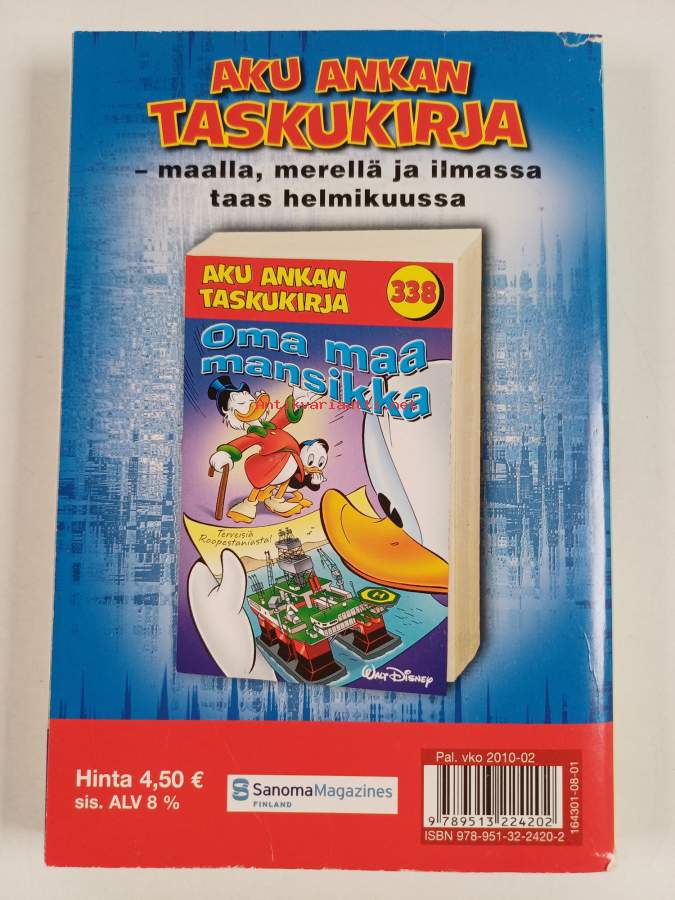 AKU ANKAN
TASKUKIRJA
– maalla, merellä ja ilmassa
taas helmikuussa
AKU ANKAN
TASKUKIRJA
338
Oma maa
mansikka
Antikvariaatti.net
Terveisiä
Roopestaniasta!
H
WALT DISNEY
Hinta 4,50 €
sis. ALV 8 %
SanomaMagazines
FINLAND
Pal. vko 2010-02
9 789513 224202
ISBN 978-951-32-2420-2
164301-08-01